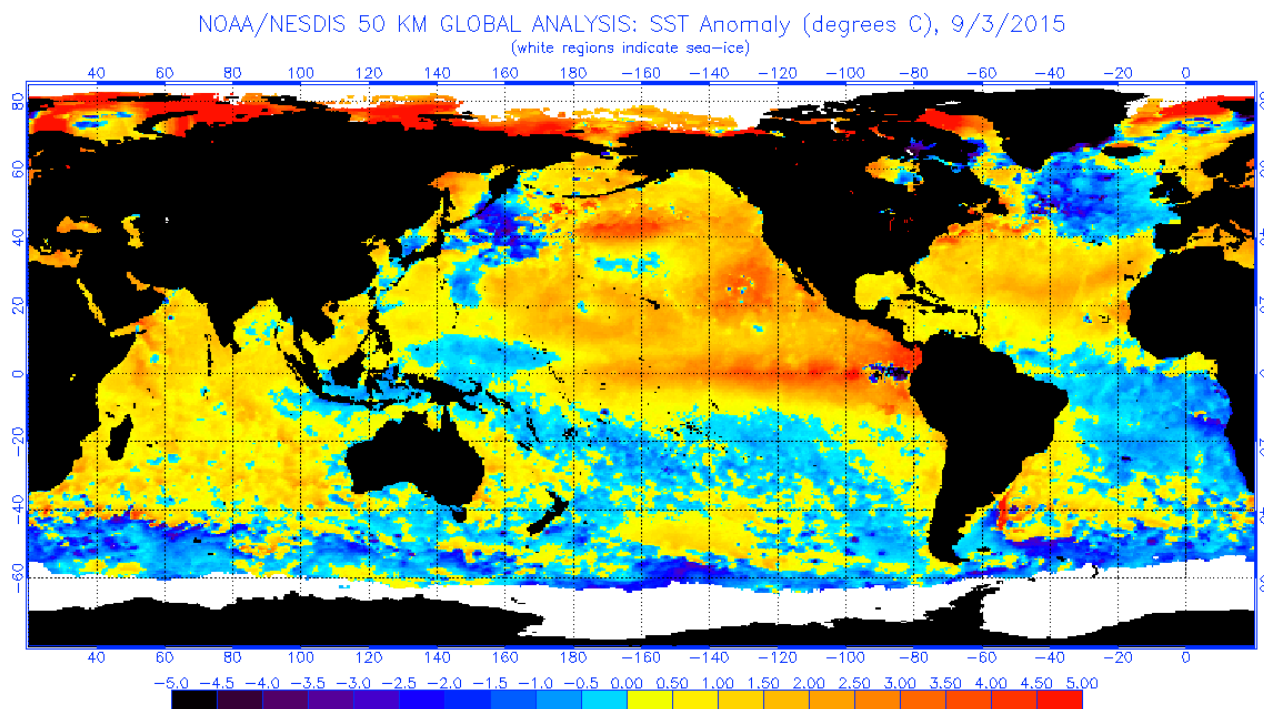 NOAA/NESDIS 50 KM GLOBAL ANALYSIS: SST Anomaly (degrees C), 9/3/2015
(white regions indicate sea-ice)
40 60 80 100 120 140 160 180 -160 -140 -120 -100 -80 -60 -40 -20 0
80
60
40
20
0
-20
-40
-60
40 60 80 100 120 140 160 180 -160 -140 -120 -100 -80 -60 -40 -20 0
-5.0 -4.5 -4.0 -3.5 -3.0 -2.5 -2.0 -1.5 -1.0 -0.5 0.00 0.50 1.00 1.50 2.00 2.50 3.00 3.50 4.00 4.50 5.00